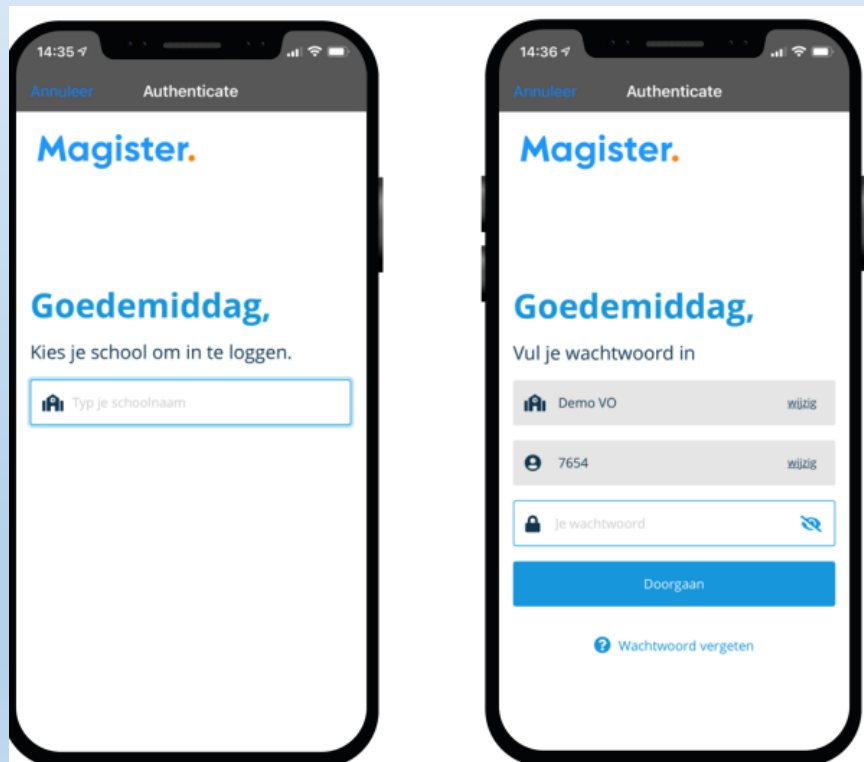 14:35
Annuleer Authenticate
Magister.
Goedemiddag,
Kies je school om in te loggen.
Typ je schoolnaam
14:36
Annuleer Authenticate
Magister.
Goedemiddag,
Vul je wachtwoord in
Demo VO wijzig
7654 wijzig
Je wachtwoord
Doorgaan
? Wachtwoord vergeten